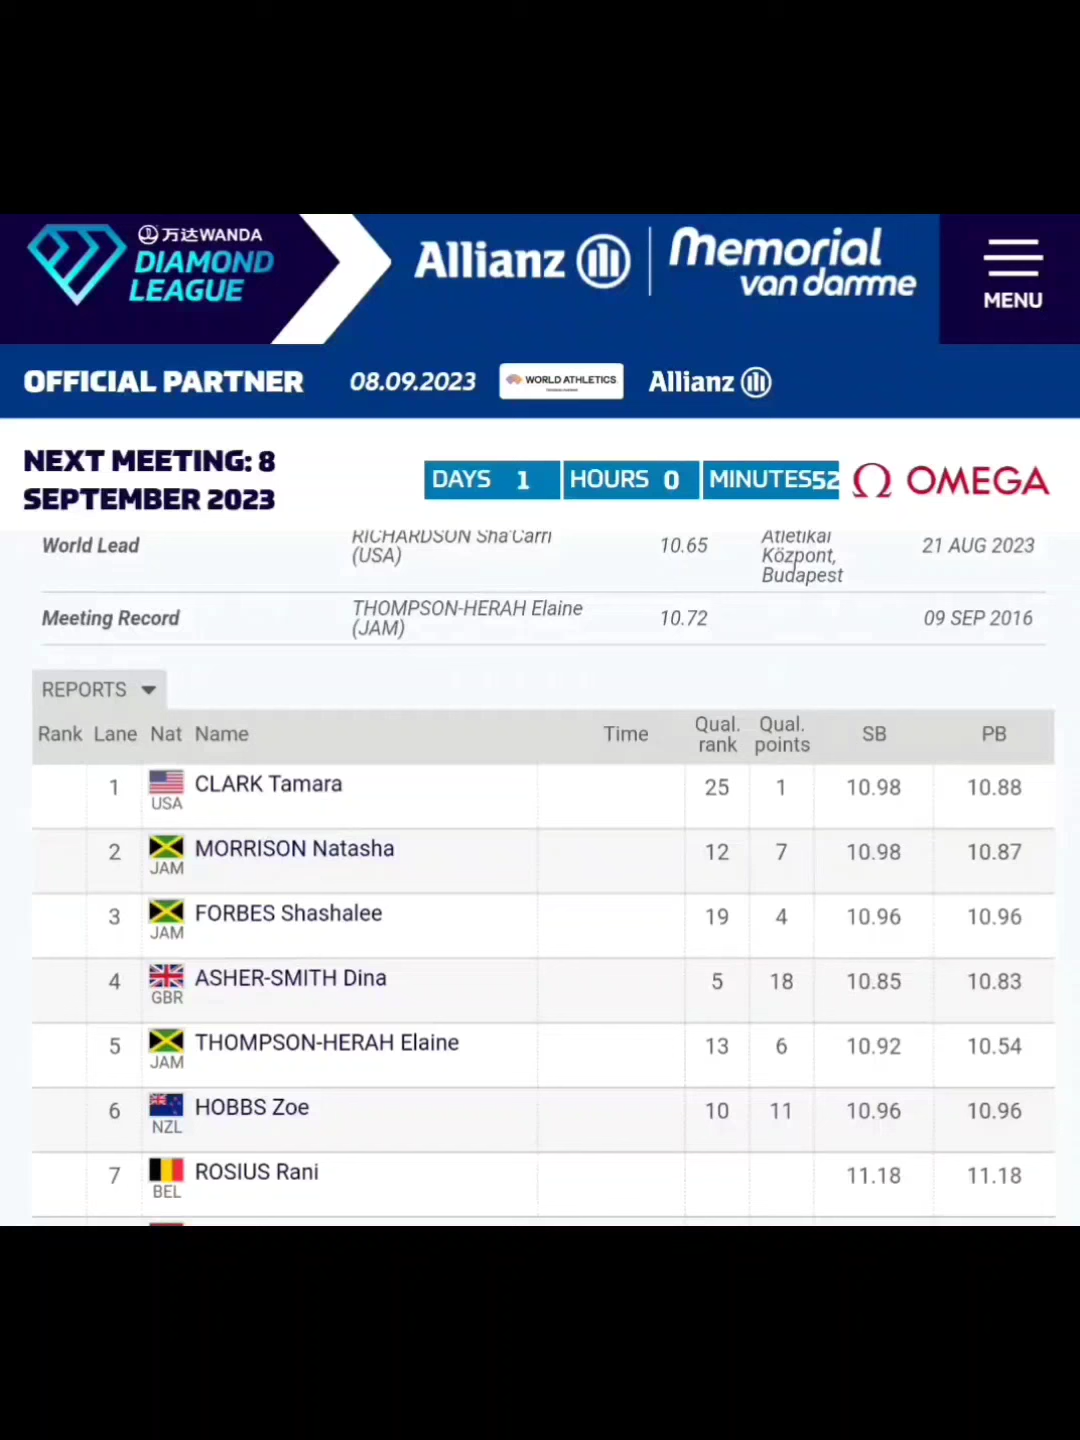 万达WANDA
DIAMOND
LEAGUE
Allianz
Memorial
van damme
MENU
OFFICIAL PARTNER 08.09.2023 WORLD ATHLETICS Allianz
NEXT MEETING: 8
SEPTEMBER 2023
DAYS 1 HOURS 0 MINUTES 52 OMEGA
World Lead RICHARDSON Sha'Carri (USA) 10.65 Atlétikai Központ, Budapest 21 AUG 2023
Meeting Record THOMPSON-HERAH Elaine (JAM) 10.72 09 SEP 2016
REPORTS
Rank Lane Nat Name Time Qual. rank Qual. points SB PB
1 USA CLARK Tamara 25 1 10.98 10.88
2 JAM MORRISON Natasha 12 7 10.98 10.87
3 JAM FORBES Shashalee 19 4 10.96 10.96
4 GBR ASHER-SMITH Dina 5 18 10.85 10.83
5 JAM THOMPSON-HERAH Elaine 13 6 10.92 10.54
6 NZL HOBBS Zoe 10 11 10.96 10.96
7 BEL ROSIUS Rani 11.18 11.18